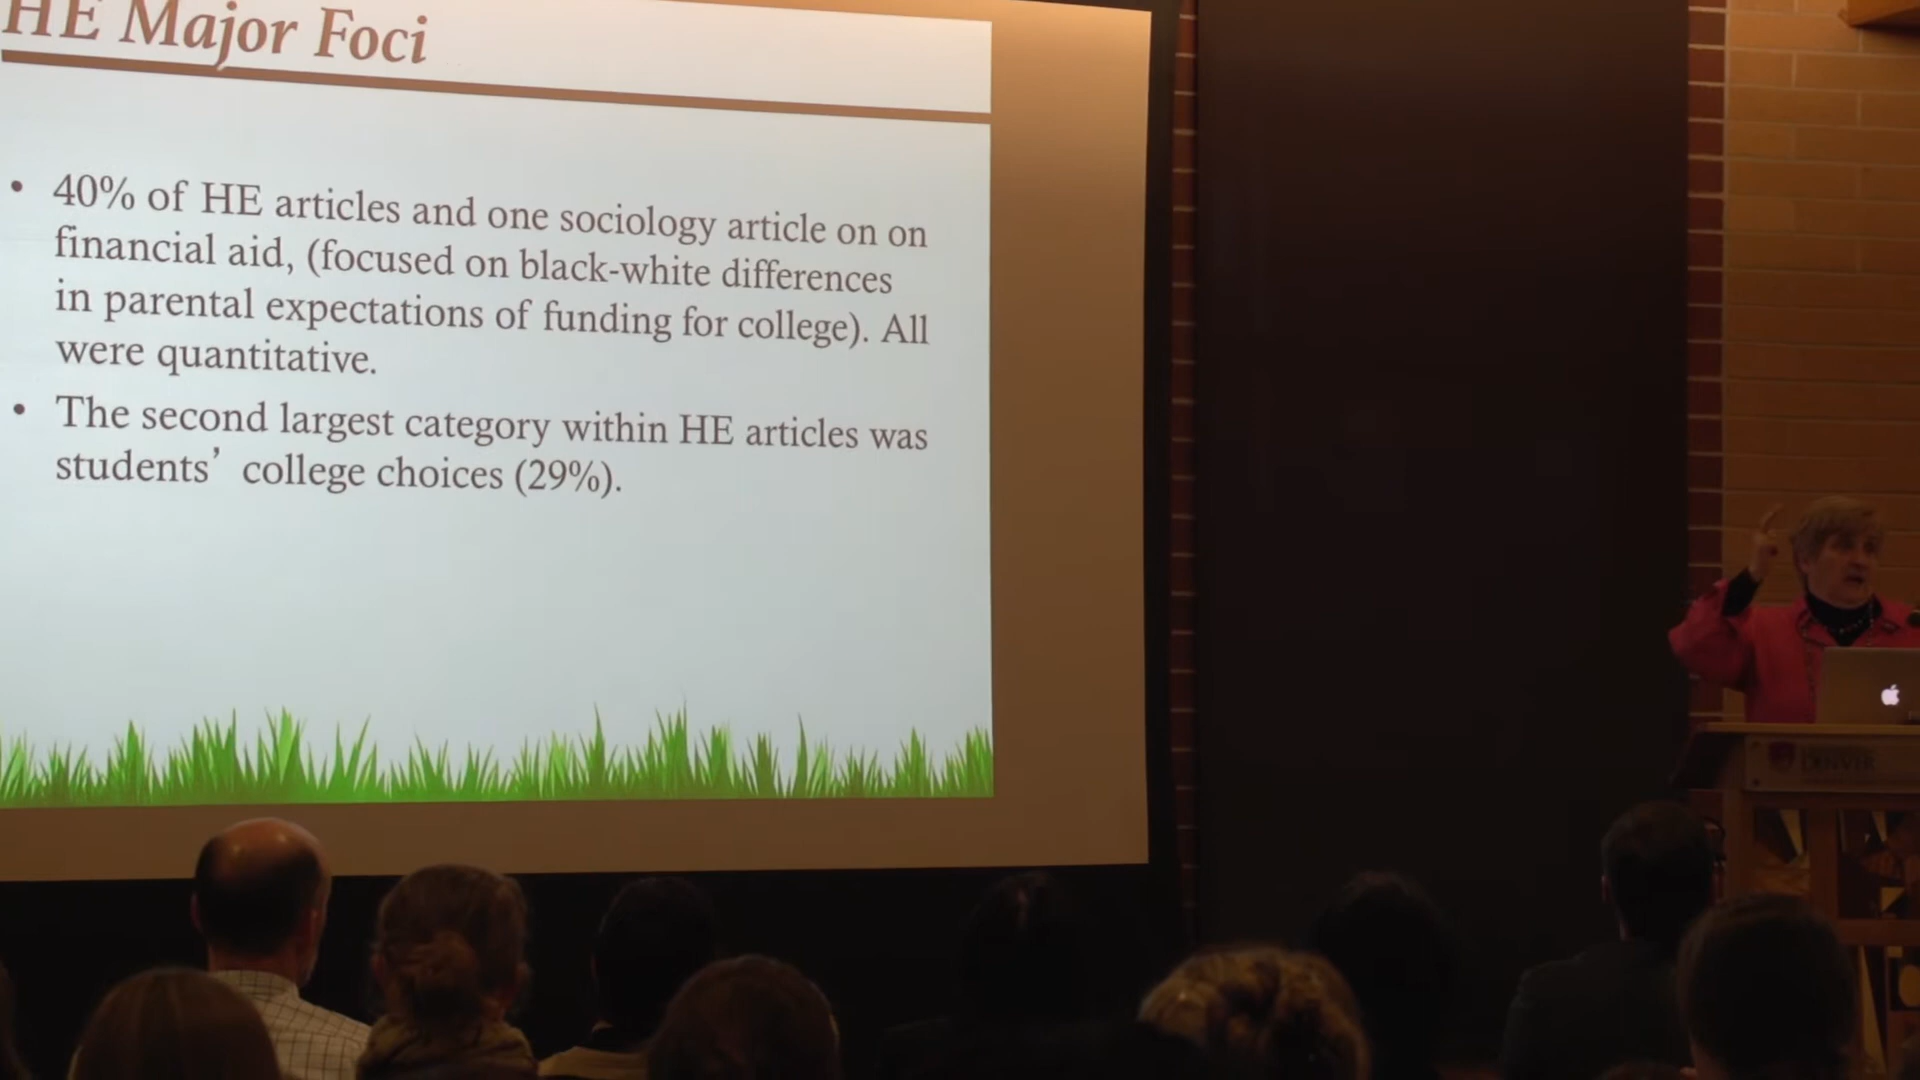 HE Major Foci
• 40% of HE articles and one sociology article on on
financial aid, (focused on black-white differences
in parental expectations of funding for college). All
were quantitative.
• The second largest category within HE articles was
students’ college choices (29%).
DENVER